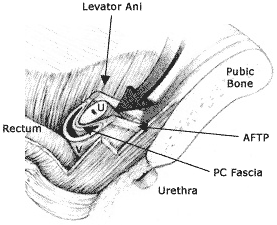 Levator Ani
Pubic
Bone
U
Rectum
AFTP
V
PC Fascia
Urethra